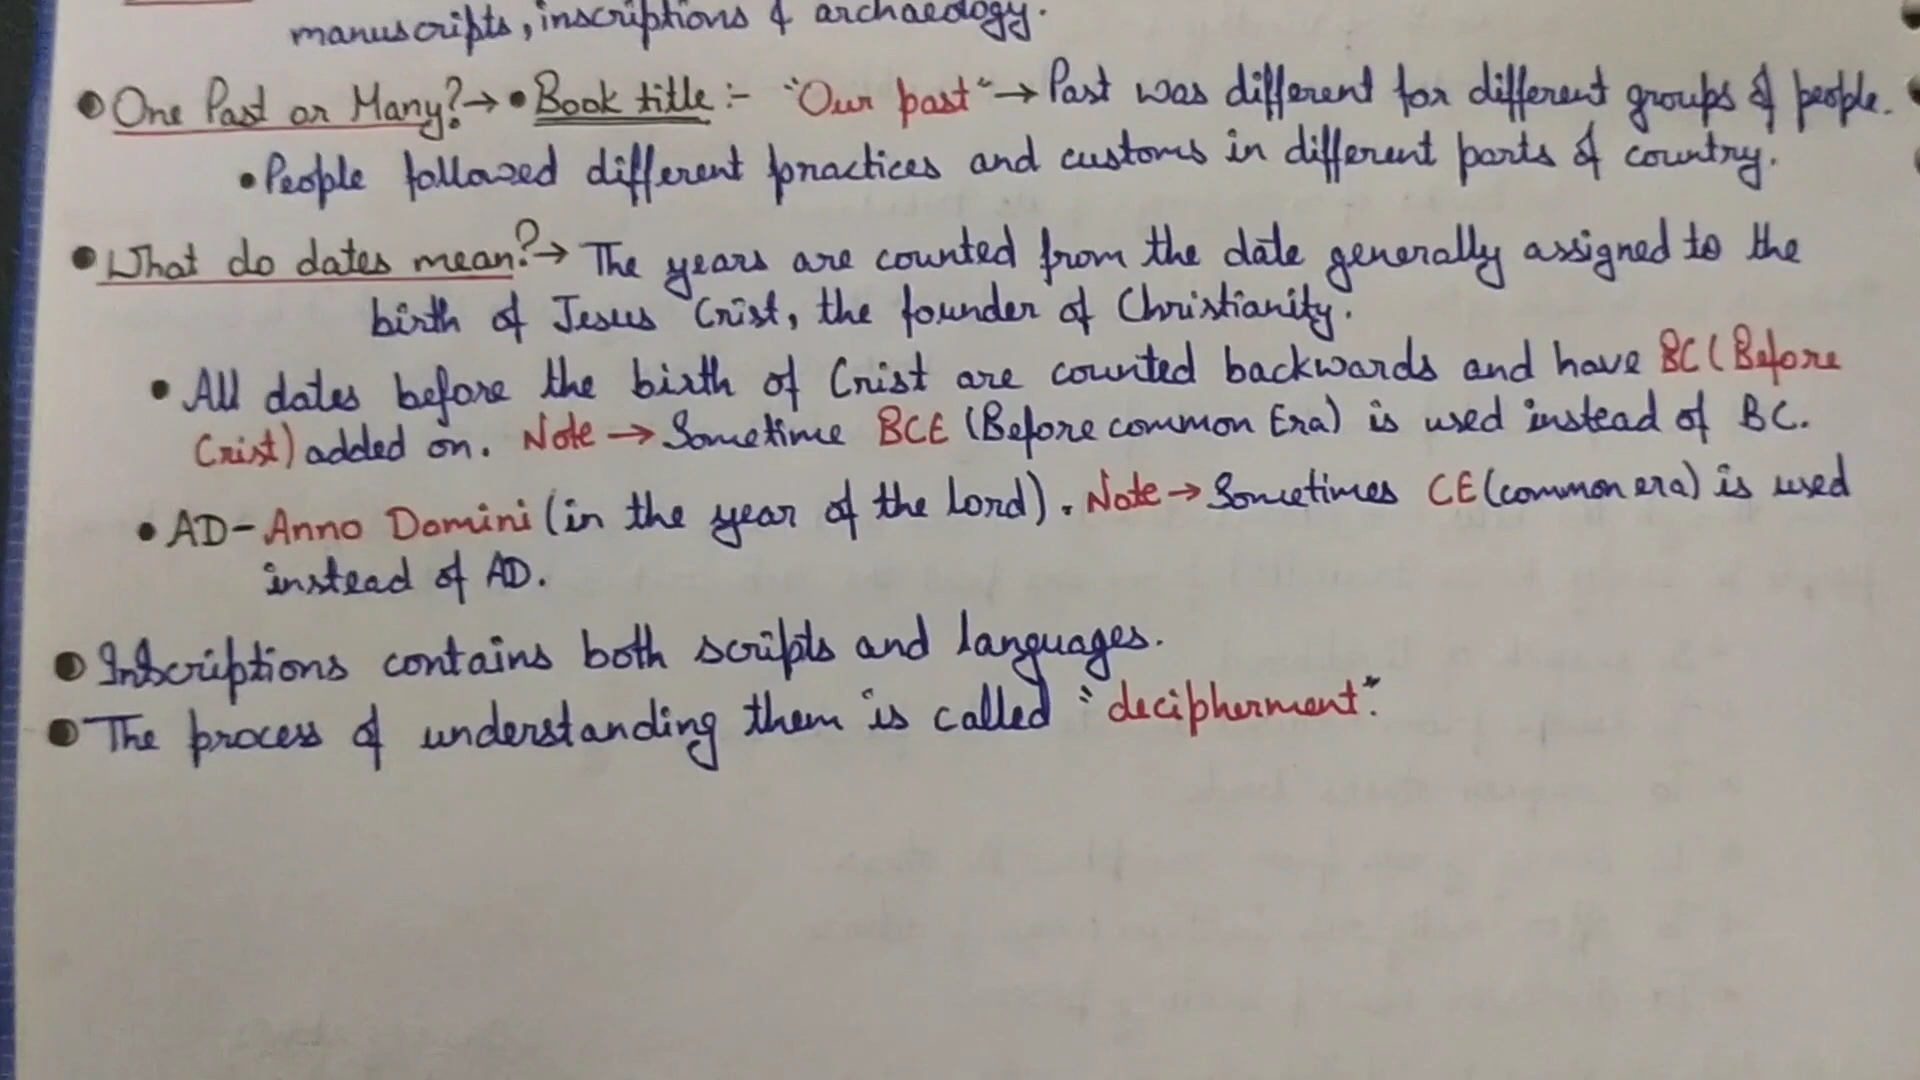 manuscripts, inscriptions & archaeology.
• One Past or Many? → • Book title :- "Our past" → Past was different for different groups of people.
• People followed different practices and customs in different parts of country.
• What do dates mean? → The years are counted from the date generally assigned to the
birth of Jesus Crist, the founder of Christianity.
• All dates before the birth of Crist are counted backwards and have BC (Before
Crist) added on. Note → Sometime BCE (Before common Era) is used instead of BC.
• AD - Anno Domini (in the year of the lord). Note → Sometimes CE (common era) is used
instead of AD.
• Inscriptions contains both scripts and languages.
• The process of understanding them is called "decipherment".